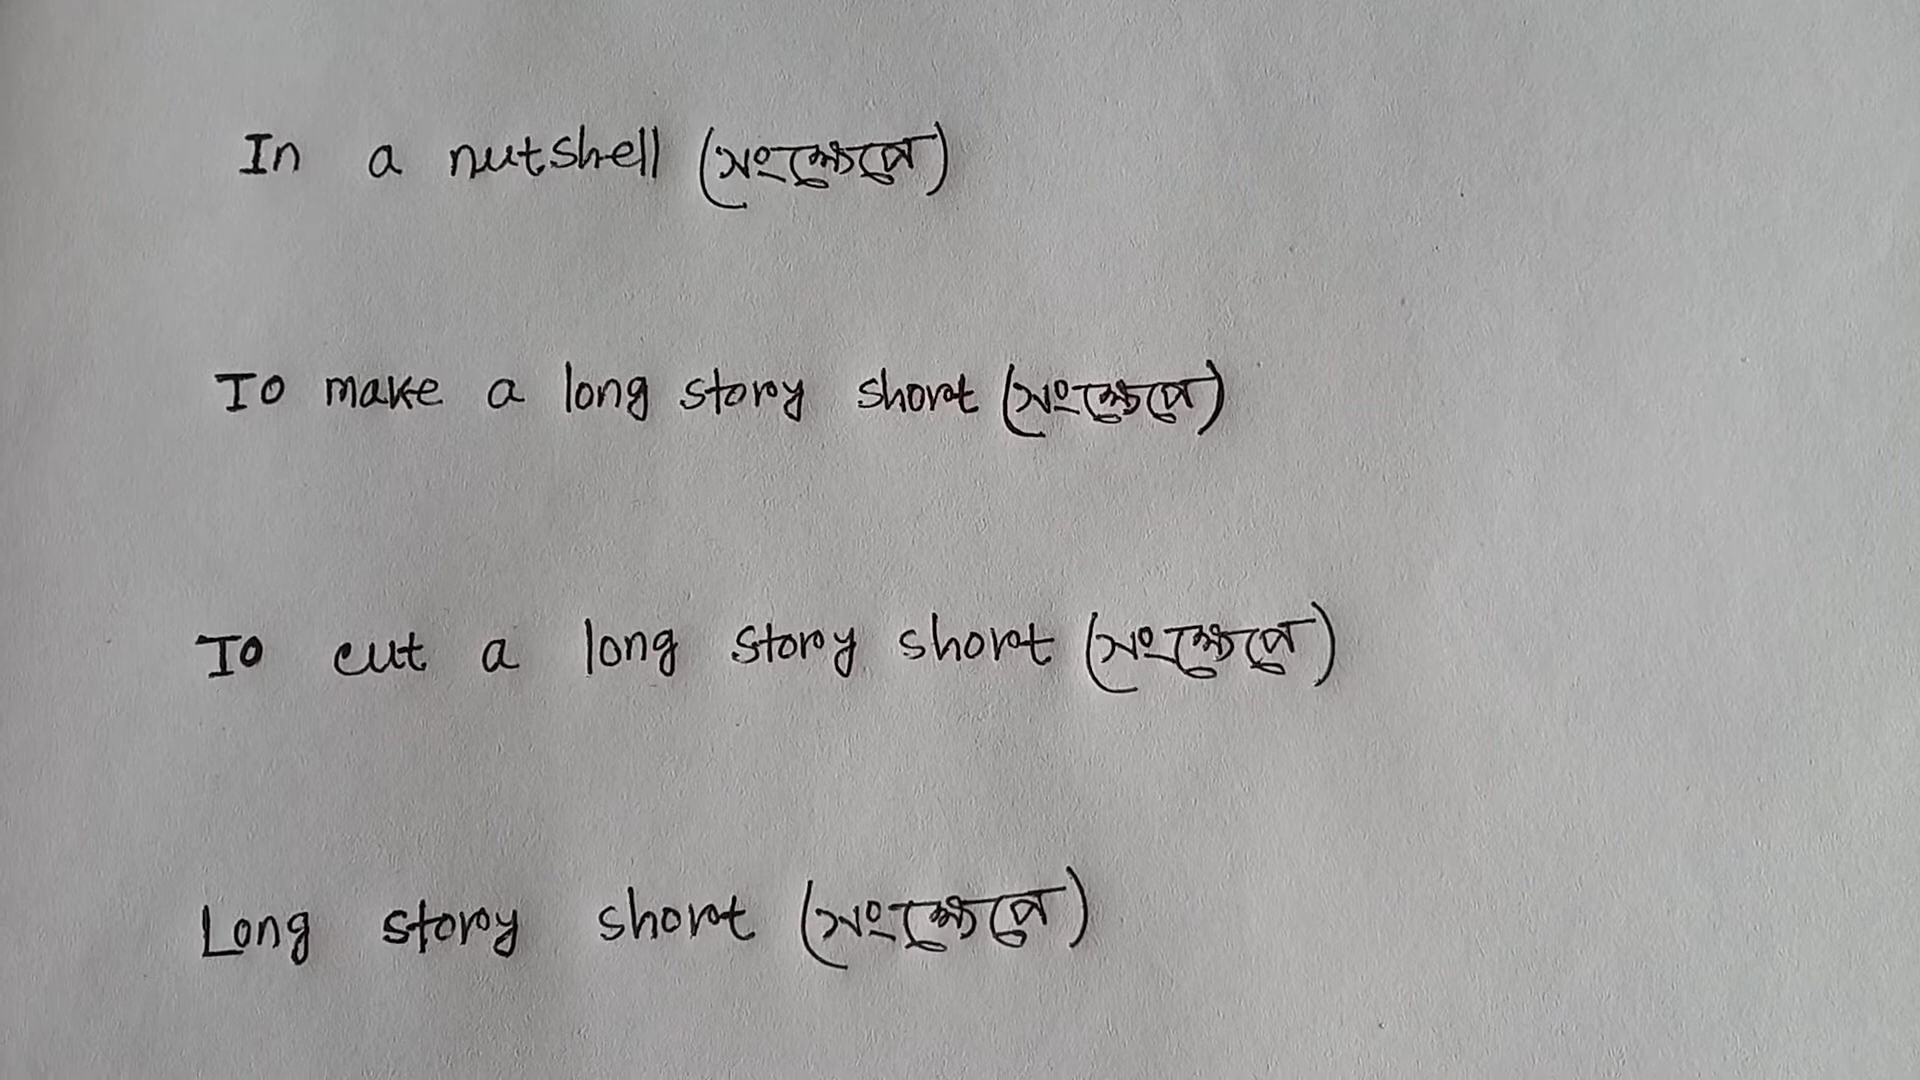 In a nutshell (সংক্ষেপে)
To make a long story short (সংক্ষেপে)
To cut a long story short (সংক্ষেপে)
Long story short (সংক্ষেপে)